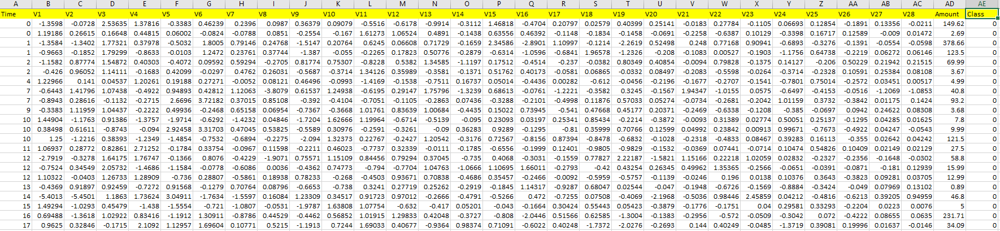 A B C D E F G H I J K L M N O P Q R S T U V W X Y Z AA AB AC AD AE
Time V1 V2 V3 V4 V5 V6 V7 V8 V9 V10 V11 V12 V13 V14 V15 V16 V17 V18 V19 V20 V21 V22 V23 V24 V25 V26 V27 V28 Amount Class
0 -1.3598 -0.0728 2.53635 1.37816 -0.3383 0.46239 0.2396 0.0987 0.36379 0.09079 -0.5516 -0.6178 -0.9914 -0.3112 1.46818 -0.4704 0.20797 0.02579 0.40399 0.25141 -0.0183 0.27784 -0.1105 0.06693 0.12854 -0.1891 0.13356 -0.0211 149.62 0
0 1.19186 0.26615 0.16648 0.44815 0.06002 -0.0824 -0.0788 0.0851 -0.2554 -0.167 1.61273 1.06524 0.4891 -0.1438 0.63556 0.46392 -0.1148 -0.1834 -0.1458 -0.0691 -0.2258 -0.6387 0.10129 -0.3398 0.16717 0.12589 -0.009 0.01472 2.69 0
1 -1.3584 -1.3402 1.77321 0.37978 -0.5032 1.8005 0.79146 0.24768 -1.5147 0.20764 0.6245 0.06608 0.71729 -0.1659 2.34586 -2.8901 1.10997 -0.1214 -2.2619 0.52498 0.248 0.77168 0.90941 -0.6893 -0.3276 -0.1391 -0.0554 -0.0598 378.66 0
1 -0.9663 -0.1852 1.79299 -0.8633 -0.0103 1.2472 0.23761 0.37744 -1.387 -0.055 -0.2265 0.17823 0.50776 -0.2879 -0.6314 -1.0596 -0.6841 1.96578 -1.2326 -0.208 -0.1083 0.00527 -0.1903 -1.1756 0.64738 -0.2219 0.06272 0.06146 123.5 0
2 -1.1582 0.87774 1.54872 0.40303 -0.4072 0.09592 0.59294 -0.2705 0.81774 0.75307 -0.8228 0.5382 1.34585 -1.1197 0.17512 -0.4514 -0.237 -0.0382 0.80349 0.40854 -0.0094 0.79828 -0.1375 0.14127 -0.206 0.50229 0.21942 0.21515 69.99 0
2 -0.426 0.96052 1.14111 -0.1683 0.42099 -0.0297 0.4762 0.26031 -0.5687 -0.3714 1.34126 0.35989 -0.3581 -0.1371 0.51762 0.40173 -0.0581 0.06865 -0.0332 0.08497 -0.2083 -0.5598 -0.0264 -0.3714 -0.2328 0.10591 0.25384 0.08108 3.67 0
4 1.22966 0.141 0.04537 1.20261 0.19188 0.27271 -0.0052 0.08121 0.46496 -0.0993 -1.4169 -0.1538 -0.7511 0.16737 0.05014 -0.4436 0.00282 -0.612 -0.0456 -0.2196 -0.1677 -0.2707 -0.1541 -0.7801 0.75014 -0.2572 0.03451 0.00517 4.99 0
7 -0.6443 1.41796 1.07438 -0.4922 0.94893 0.42812 1.12063 -3.8079 0.61537 1.24938 -0.6195 0.29147 1.75796 -1.3239 0.68613 -0.0761 -1.2221 -0.3582 0.3245 -0.1567 1.94347 -1.0155 0.0575 -0.6497 -0.4153 -0.0516 -1.2069 -1.0853 40.8 0
7 -0.8943 0.28616 -0.1132 -0.2715 2.6696 3.72182 0.37015 0.85108 -0.392 -0.4104 -0.7051 -0.1105 -0.2863 0.07436 -0.3288 -0.2101 -0.4998 0.11876 0.57033 0.05274 -0.0734 -0.2681 -0.2042 1.01159 0.3732 -0.3842 0.01175 0.1424 93.2 0
9 -0.3383 1.11959 1.04437 -0.2222 0.49936 -0.2468 0.65158 0.06954 -0.7367 -0.3668 1.01761 0.83639 1.00684 -0.4435 0.15022 0.73945 -0.541 0.47668 0.45177 0.20371 -0.2469 -0.6338 -0.1208 -0.385 -0.0697 0.0942 0.24622 0.08308 3.68 0
10 1.44904 -1.1763 0.91386 -1.3757 -1.9714 -0.6292 -1.4232 0.04846 -1.7204 1.62666 1.19964 -0.6714 -0.5139 -0.095 0.23093 0.03197 0.25341 0.85434 -0.2214 -0.3872 -0.0093 0.31389 0.02774 0.50051 0.25137 -0.1295 0.04285 0.01625 7.8 0
10 0.38498 0.61611 -0.8743 -0.094 2.92458 3.31703 0.47045 0.53825 -0.5589 0.30976 -0.2591 -0.3261 -0.09 0.36283 0.9289 -0.1295 -0.81 0.35999 0.70766 0.12599 0.04992 0.23842 0.00913 0.99671 -0.7673 -0.4922 0.04247 -0.0543 9.99 0
10 1.25 -1.2216 0.38393 -1.2349 -1.4854 -0.7532 -0.6894 -0.2275 -2.094 1.32373 0.22767 -0.2427 1.20542 -0.3176 0.72567 -0.8156 0.87394 -0.8478 -0.6832 -0.1028 -0.2318 -0.4833 0.08467 0.39283 0.16113 -0.355 0.02642 0.04242 121.5 0
11 1.06937 0.28772 0.82861 2.71252 -0.1784 0.33754 -0.0967 0.11598 -0.2211 0.46023 -0.7737 0.32339 -0.0111 -0.1785 -0.6556 -0.1999 0.12401 -0.9805 -0.9829 -0.1532 -0.0369 0.07441 -0.0714 0.10474 0.54826 0.10409 0.02149 0.02129 27.5 0
12 -2.7919 -0.3278 1.64175 1.76747 -0.1366 0.8076 -0.4229 -1.9071 0.75571 1.15109 0.84456 0.79294 0.37045 -0.735 0.4068 -0.3031 -0.1559 0.77827 2.22187 -1.5821 1.15166 0.22218 1.02059 0.02832 -0.2327 -0.2356 -0.1648 -0.0302 58.8 0
12 -0.7524 0.34549 2.05732 -1.4686 -1.1584 -0.0778 -0.6086 0.0036 -0.4362 0.74773 -0.794 -0.7704 1.04763 -1.0666 1.10695 1.66011 -0.2793 -0.42 0.43254 0.26345 0.49962 1.35365 -0.2566 -0.0651 -0.0391 -0.0871 -0.181 0.12939 15.99 0
12 1.10322 -0.0403 1.26733 1.28909 -0.736 0.28807 -0.5861 0.18938 0.78233 -0.268 -0.4503 0.93671 0.70838 -0.4686 0.35457 -0.2466 -0.0092 -0.5959 -0.5757 -0.1139 -0.0246 0.196 0.0138 0.10376 0.3643 -0.3823 0.09281 0.03705 12.99 0
13 -0.4369 0.91897 0.92459 -0.7272 0.91568 -0.1279 0.70764 0.08796 -0.6653 -0.738 0.3241 0.27719 0.25262 -0.2919 -0.1845 1.14317 -0.9287 0.68047 0.02544 -0.047 -0.1948 -0.6726 -0.1569 -0.8884 -0.3424 -0.049 0.07969 0.13102 0.89 0
14 -5.4013 -5.4501 1.1863 1.73624 3.04911 -1.7634 -1.5597 0.16084 1.23309 0.34517 0.91723 0.97012 -0.2666 -0.4791 -0.5266 0.472 -0.7255 0.07508 -0.4069 -2.1968 -0.5036 0.98446 2.45859 0.04212 -0.4816 -0.6213 0.39205 0.94959 46.8 0
15 1.49294 -1.0293 0.45479 -1.438 -1.5554 -0.721 -1.0807 -0.0531 -1.9787 1.63808 1.07754 -0.632 -0.417 0.05201 -0.043 -0.1664 0.30424 0.55443 0.05423 -0.3879 -0.1776 -0.1751 0.04 0.29581 0.33293 -0.2204 0.0223 0.0076 5 0
16 0.69488 -1.3618 1.02922 0.83416 -1.1912 1.30911 -0.8786 0.44529 -0.4462 0.56852 1.01915 1.29833 0.42048 -0.3727 -0.808 -2.0446 0.51566 0.62585 -1.3004 -0.1383 -0.2956 -0.572 -0.0509 -0.3042 0.072 -0.4222 0.08655 0.0635 231.71 0
17 0.9625 0.32846 -0.1715 2.1092 1.12957 1.69604 0.10771 0.5215 -1.1913 0.7244 1.69033 0.40677 -0.9364 0.98374 0.71091 -0.6022 0.40248 -1.7372 -2.0276 -0.2693 0.144 0.40249 -0.0485 -1.3719 0.39081 0.19996 0.01637 -0.0146 34.09 0